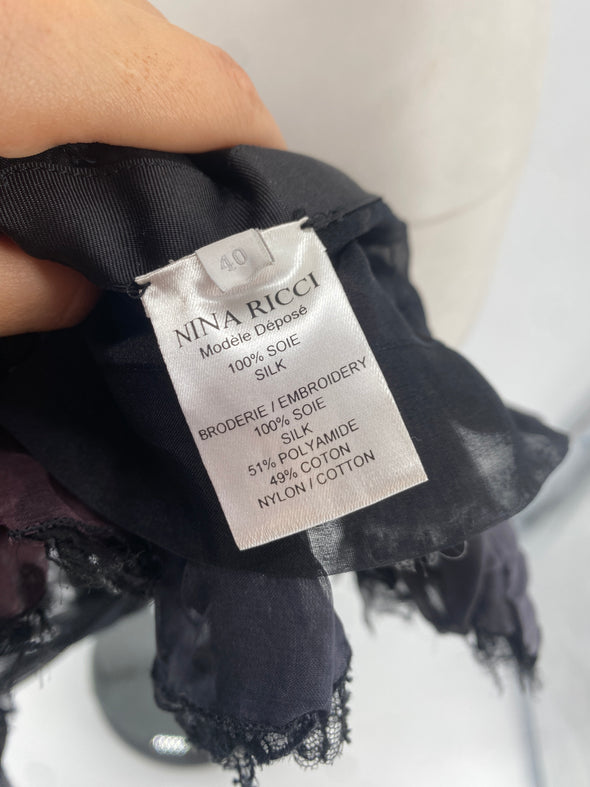 40
NINA RICCI
Modèle Déposé
100% SOIE
SILK
BRODERIE / EMBROIDERY
100% SOIE
SILK
51% POLYAMIDE
49% COTON
NYLON / COTTON